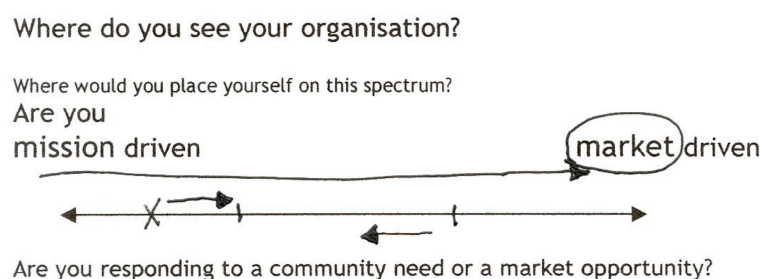 Where do you see your organisation?
Where would you place yourself on this spectrum?
Are you
mission driven market driven
Are you responding to a community need or a market opportunity?